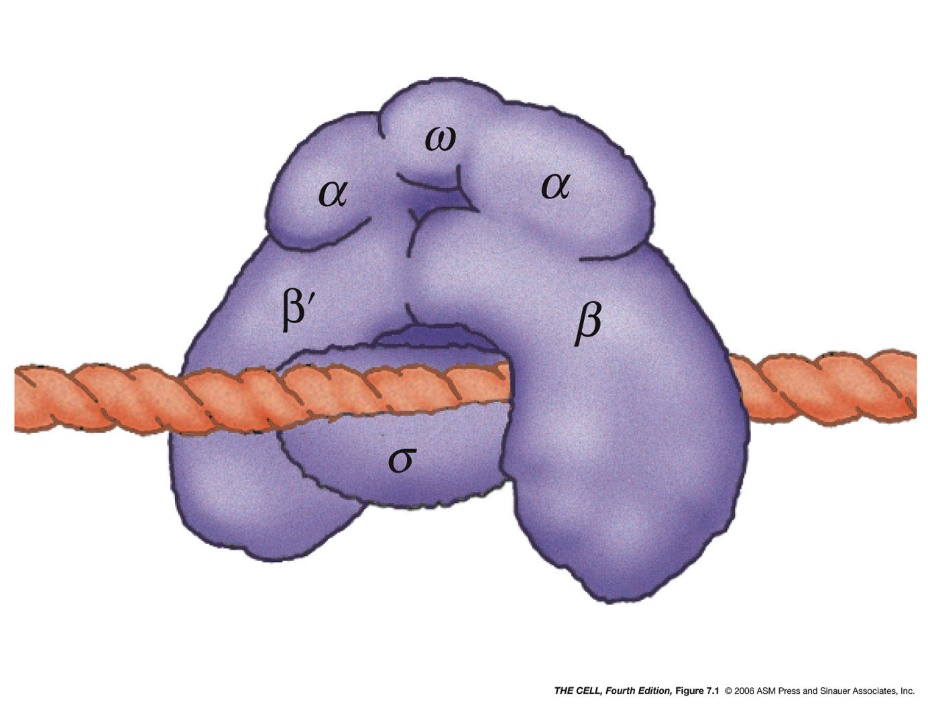 ω
α
α
β′
β
σ
THE CELL, Fourth Edition, Figure 7.1 © 2006 ASM Press and Sinauer Associates, Inc.